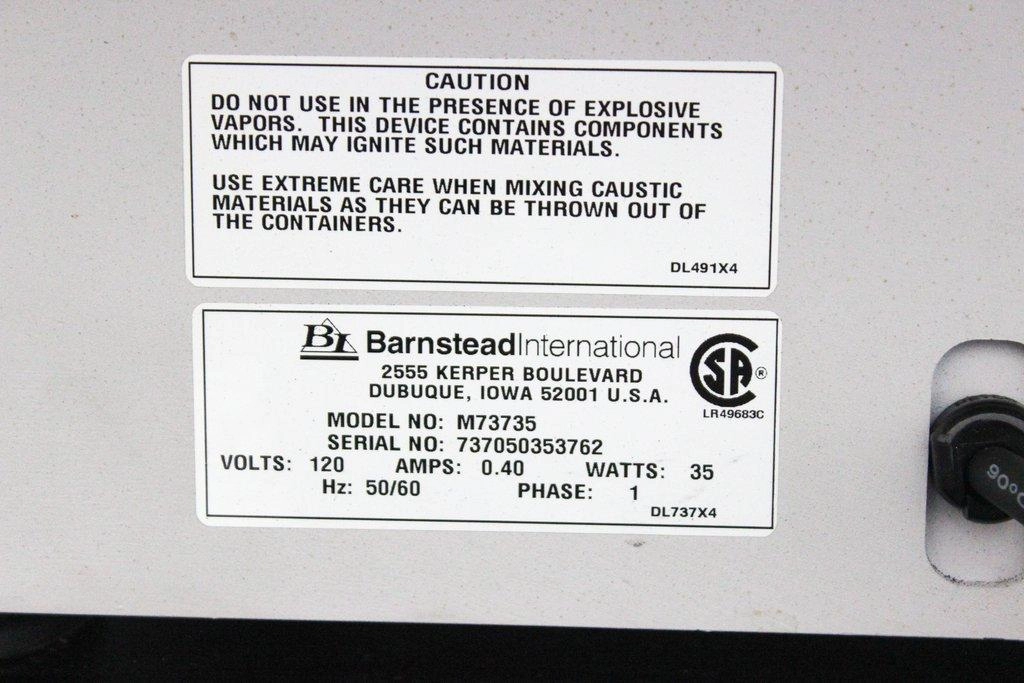 CAUTION
DO NOT USE IN THE PRESENCE OF EXPLOSIVE
VAPORS. THIS DEVICE CONTAINS COMPONENTS
WHICH MAY IGNITE SUCH MATERIALS.
USE EXTREME CARE WHEN MIXING CAUSTIC
MATERIALS AS THEY CAN BE THROWN OUT OF
THE CONTAINERS.
DL491X4
BI BarnsteadInternational
2555 KERPER BOULEVARD
DUBUQUE, IOWA 52001 U.S.A.
CSA ®
LR49683C
MODEL NO: M73735
SERIAL NO: 737050353762
VOLTS: 120 AMPS: 0.40 WATTS: 35
Hz: 50/60 PHASE: 1
DL737X4
90°C